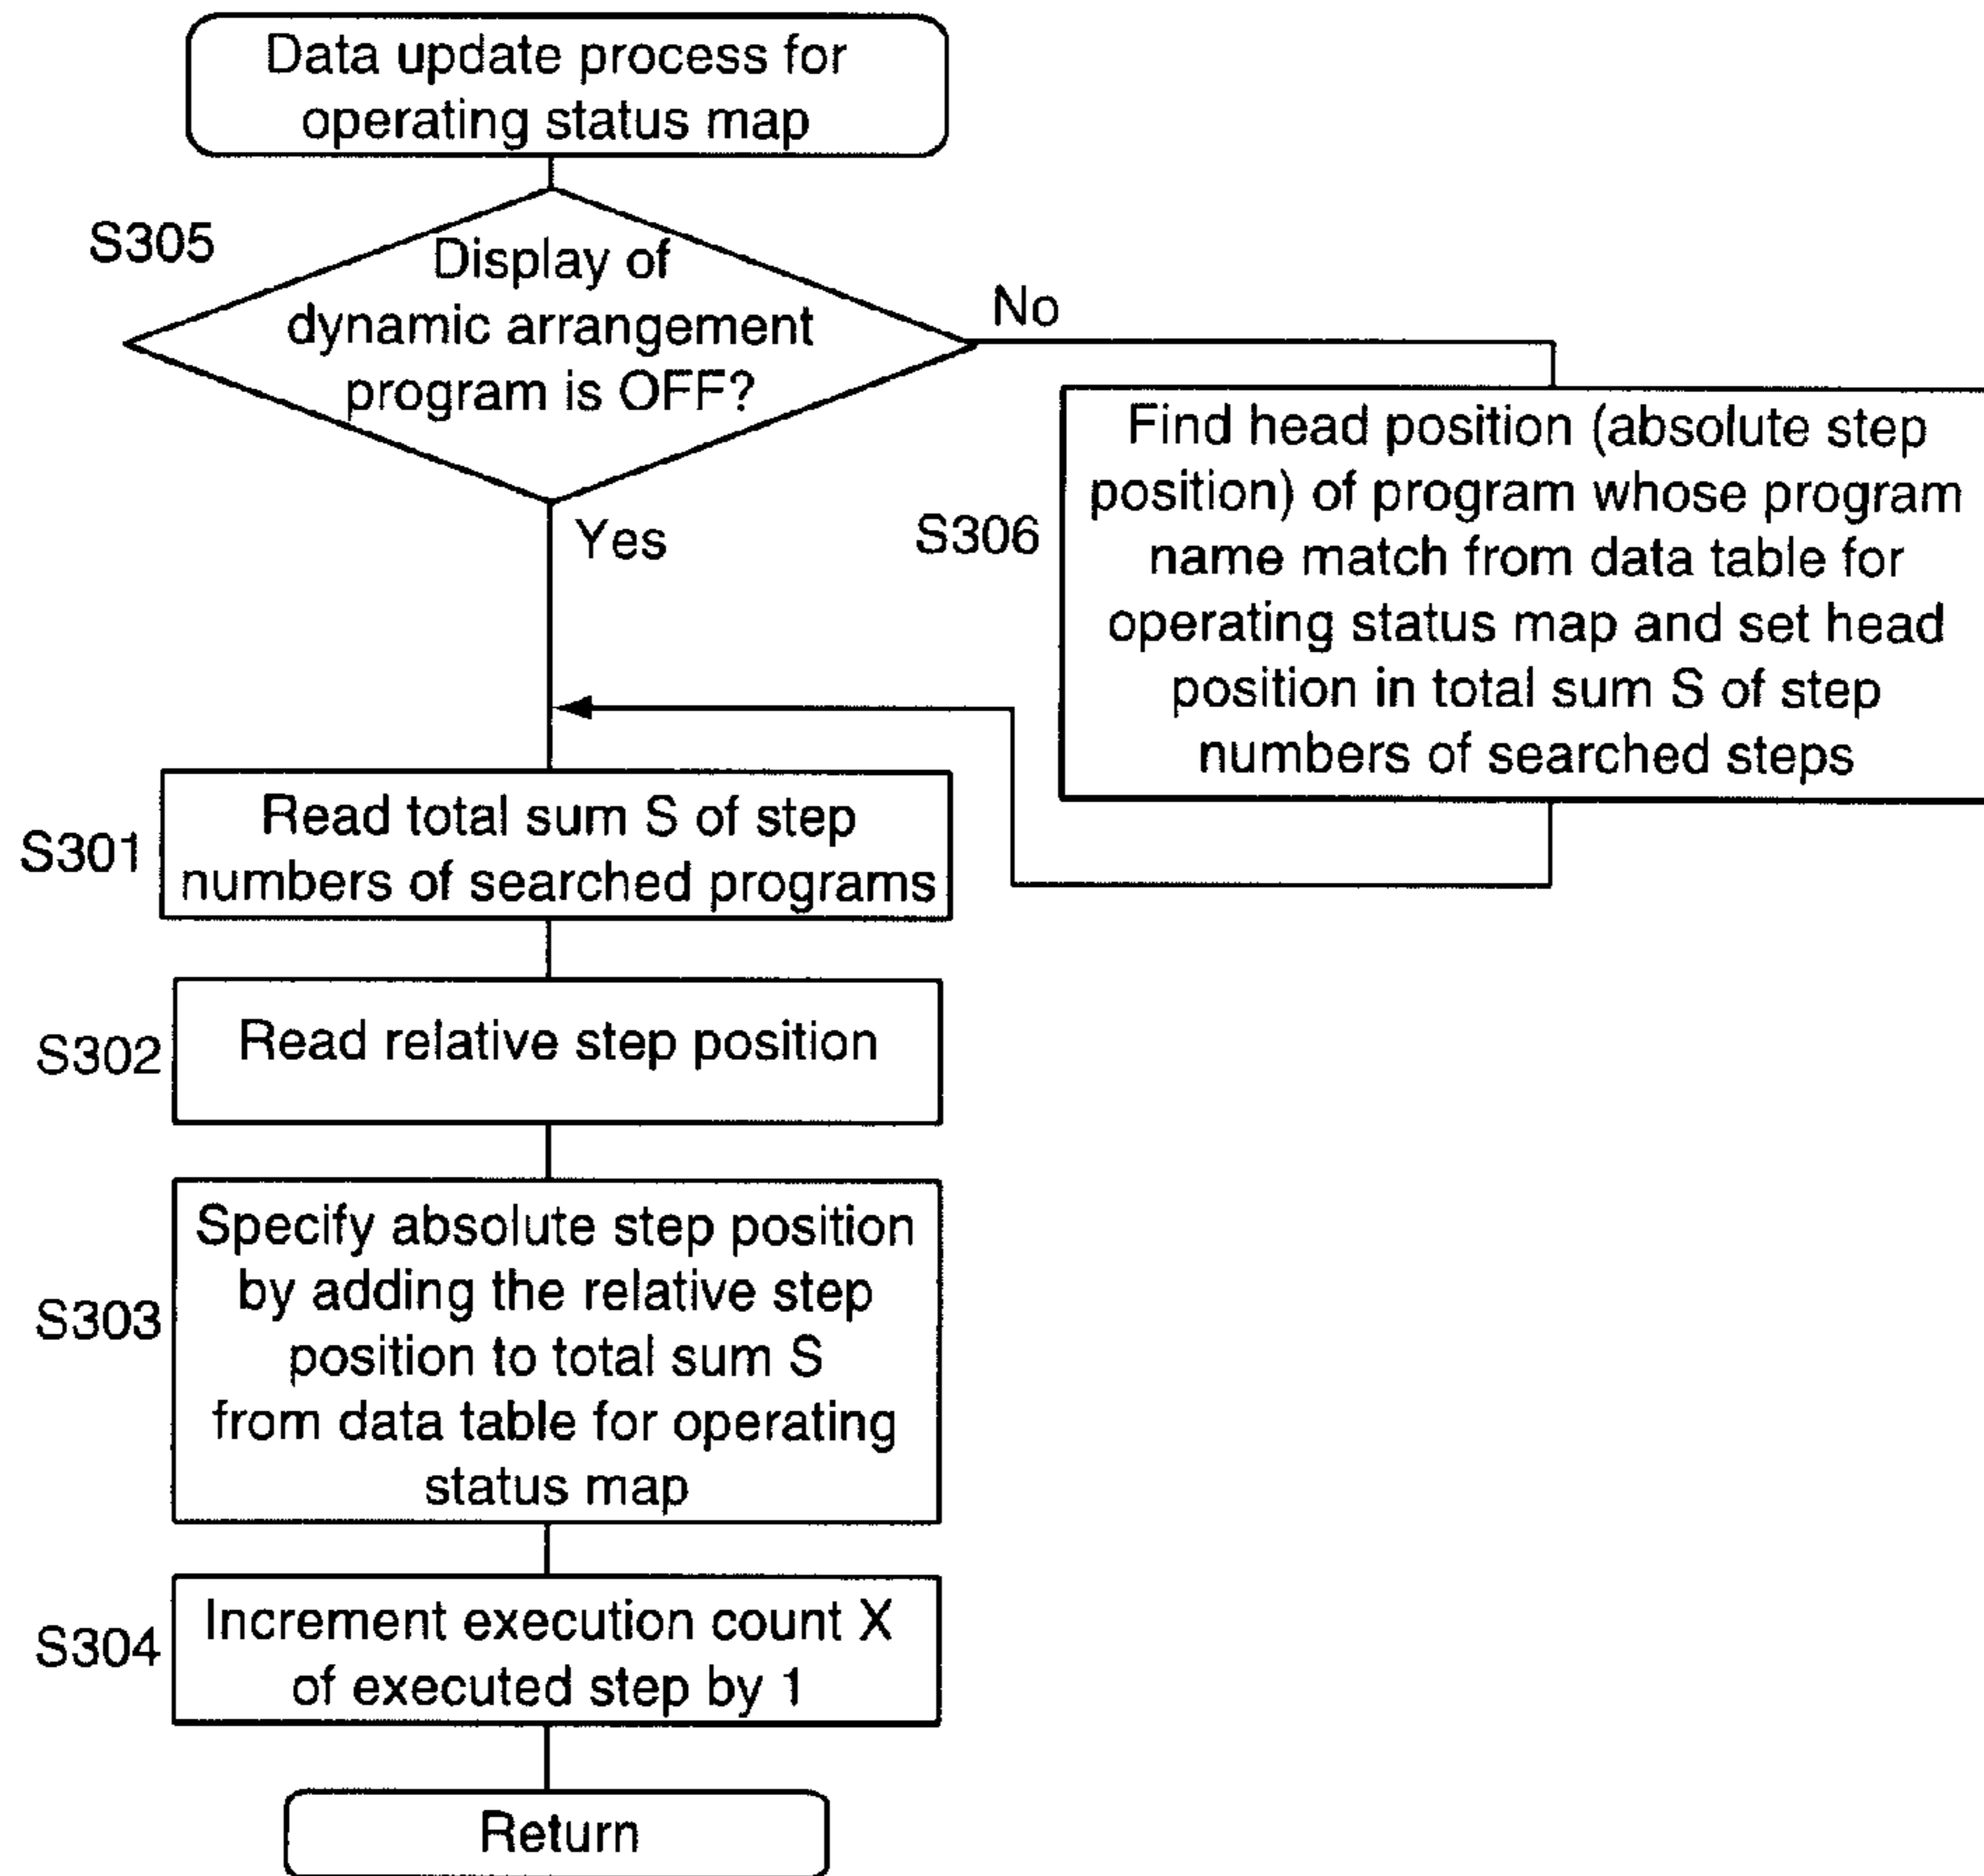 Data update process for
operating status map
S305
Display of
dynamic arrangement
program is OFF?
No
Yes
S306
Find head position (absolute step
position) of program whose program
name match from data table for
operating status map and set head
position in total sum S of step
numbers of searched steps
S301
Read total sum S of step
numbers of searched programs
S302
Read relative step position
S303
Specify absolute step position
by adding the relative step
position to total sum S
from data table for operating
status map
S304
Increment execution count X
of executed step by 1
Return